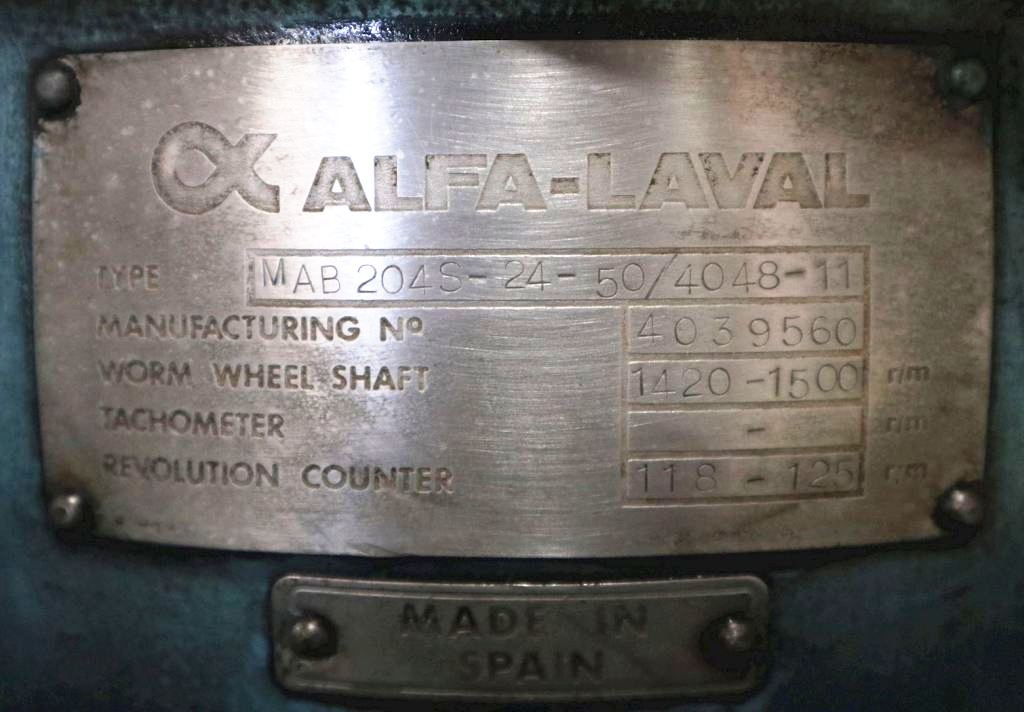 ALFA-LAVAL
TYPE MAB 204S-24-50/4048-11
MANUFACTURING Nº 4039560
WORM WHEEL SHAFT 1420-1500 r/m
TACHOMETER - r/m
REVOLUTION COUNTER 118-125 r/m
MADE IN
SPAIN